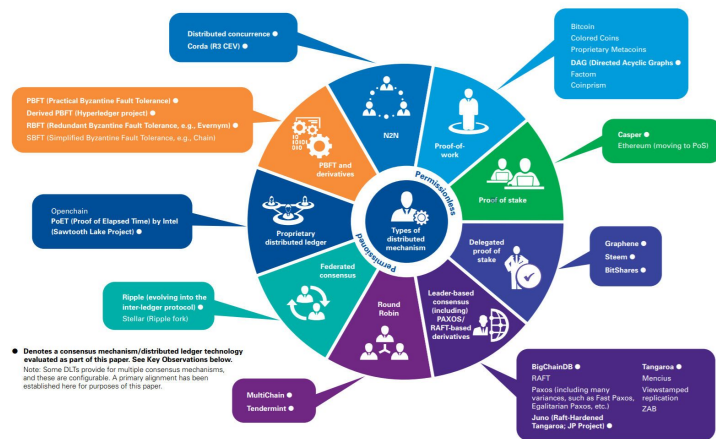 Distributed concurrence ●
Corda (R3 CEV) ●
Bitcoin
Colored Coins
Proprietary Metacoins
DAG (Directed Acyclic Graphs ●
Factom
Coinprism
PBFT (Practical Byzantine Fault Tolerance) ●
Derived PBFT (Hyperledger project) ●
RBFT (Redundant Byzantine Fault Tolerance, e.g., Evernym) ●
SBFT (Simplified Byzantine Fault Tolerance, e.g., Chain)
Casper ●
Ethereum (moving to PoS)
Openchain
PoET (Proof of Elapsed Time) by Intel
(Sawtooth Lake Project) ●
Graphene ●
Steem ●
BitShares ●
Ripple (evolving into the
inter-ledger protocol) ●
Stellar (Ripple fork)
MultiChain ●
Tendermint ●
BigChainDB ●
RAFT
Paxos (including many
variances, such as Fast Paxos,
Egalitarian Paxos, etc.)
Juno (Raft-Hardened
Tangaroa; JP Project) ●
Tangaroa ●
Mencius
Viewstamped
replication
ZAB
N2N
Proof-of-
work
Proof of stake
Delegated
proof of
stake
Leader-based
consensus
(including)
PAXOS/
RAFT-based
derivatives
Round
Robin
Federated
consensus
Proprietary
distributed ledger
PBFT and
derivatives
Permissionless
Permissioned
Types of
distributed
mechanism
● Denotes a consensus mechanism/distributed ledger technology
evaluated as part of this paper. See Key Observations below.
Note: Some DLTs provide for multiple consensus mechanisms,
and these are configurable. A primary alignment has been
established here for purposes of this paper.